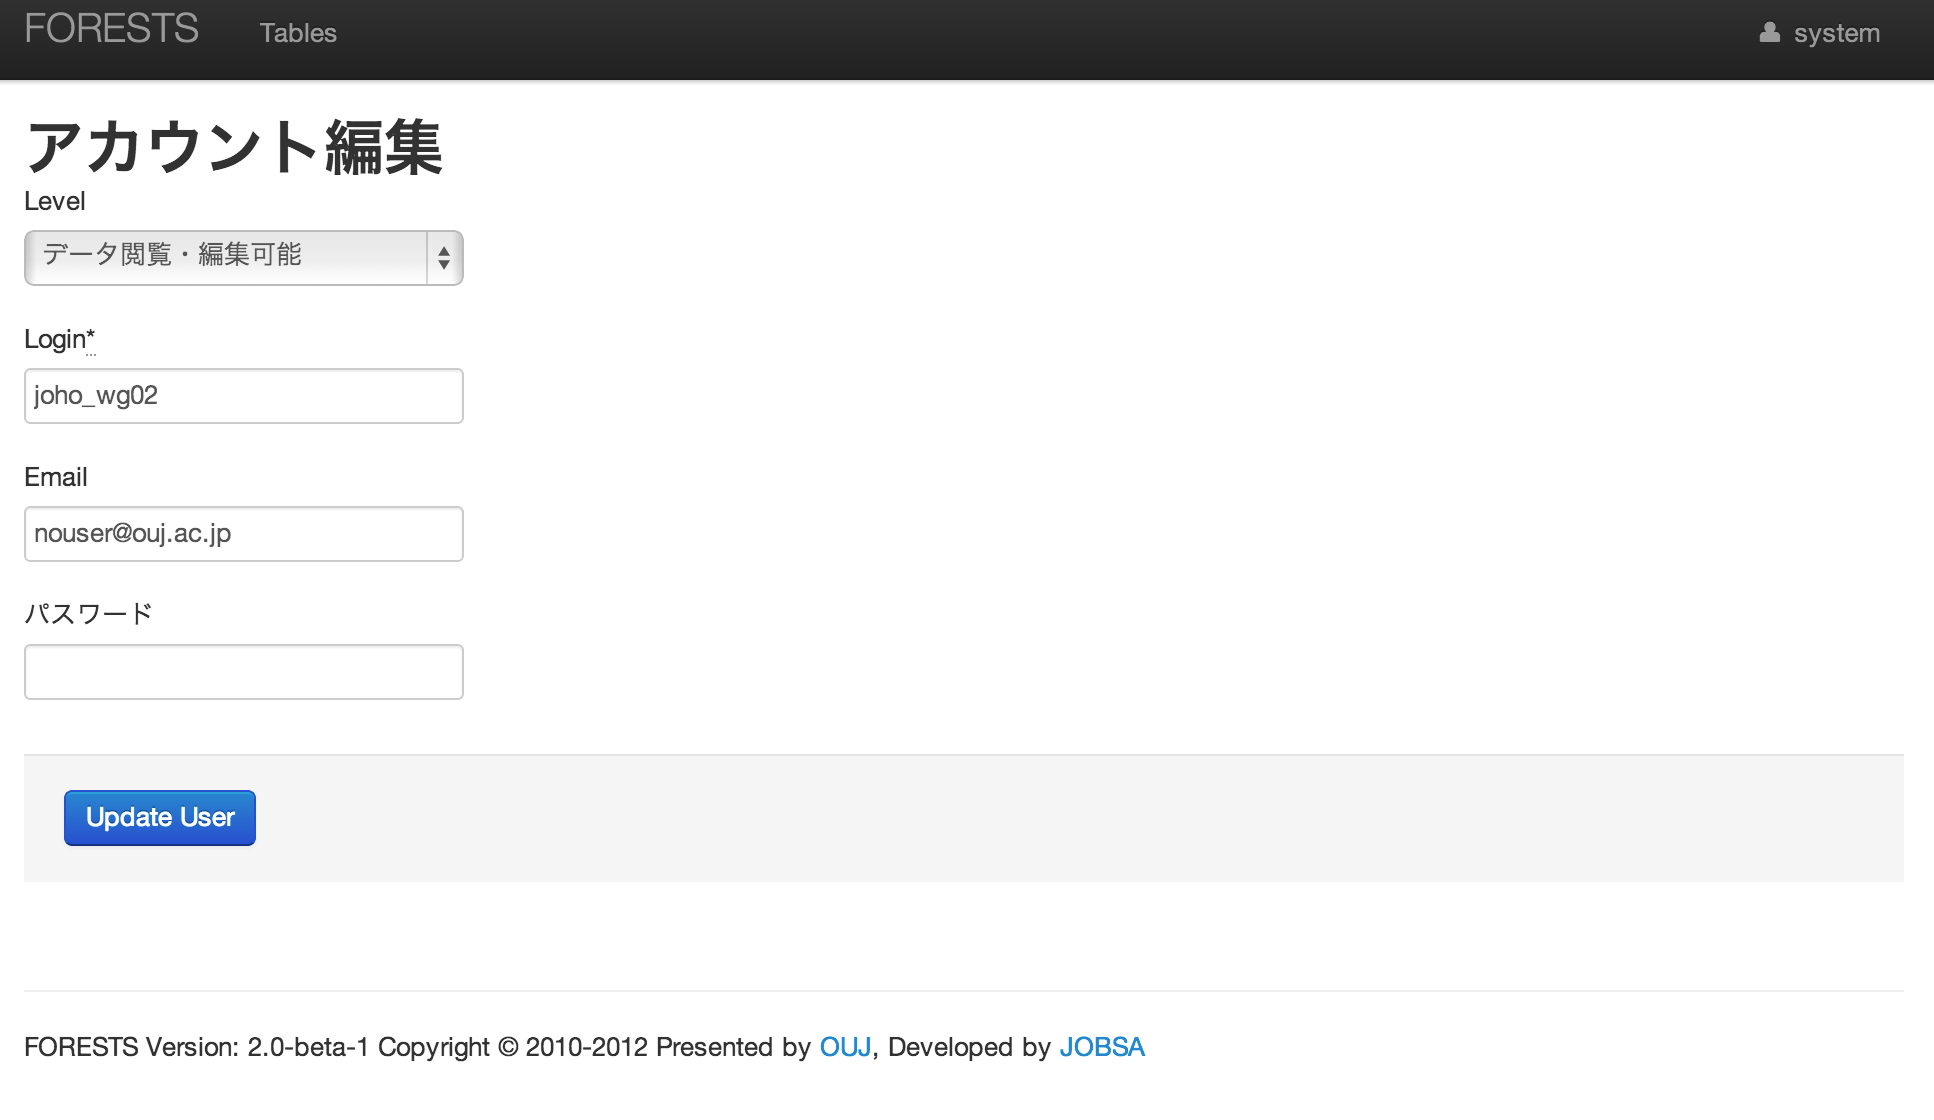 FORESTS Tables system
アカウント編集
Level
データ閲覧・編集可能
Login*
joho_wg02
Email
nouser@ouj.ac.jp
パスワード
Update User
FORESTS Version: 2.0-beta-1 Copyright © 2010-2012 Presented by OUJ, Developed by JOBSA